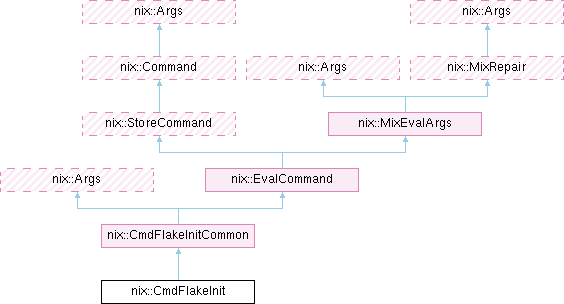 nix::Args
nix::Args
nix::Command
nix::Args
nix::MixRepair
nix::StoreCommand
nix::MixEvalArgs
nix::Args
nix::EvalCommand
nix::CmdFlakeInitCommon
nix::CmdFlakeInit